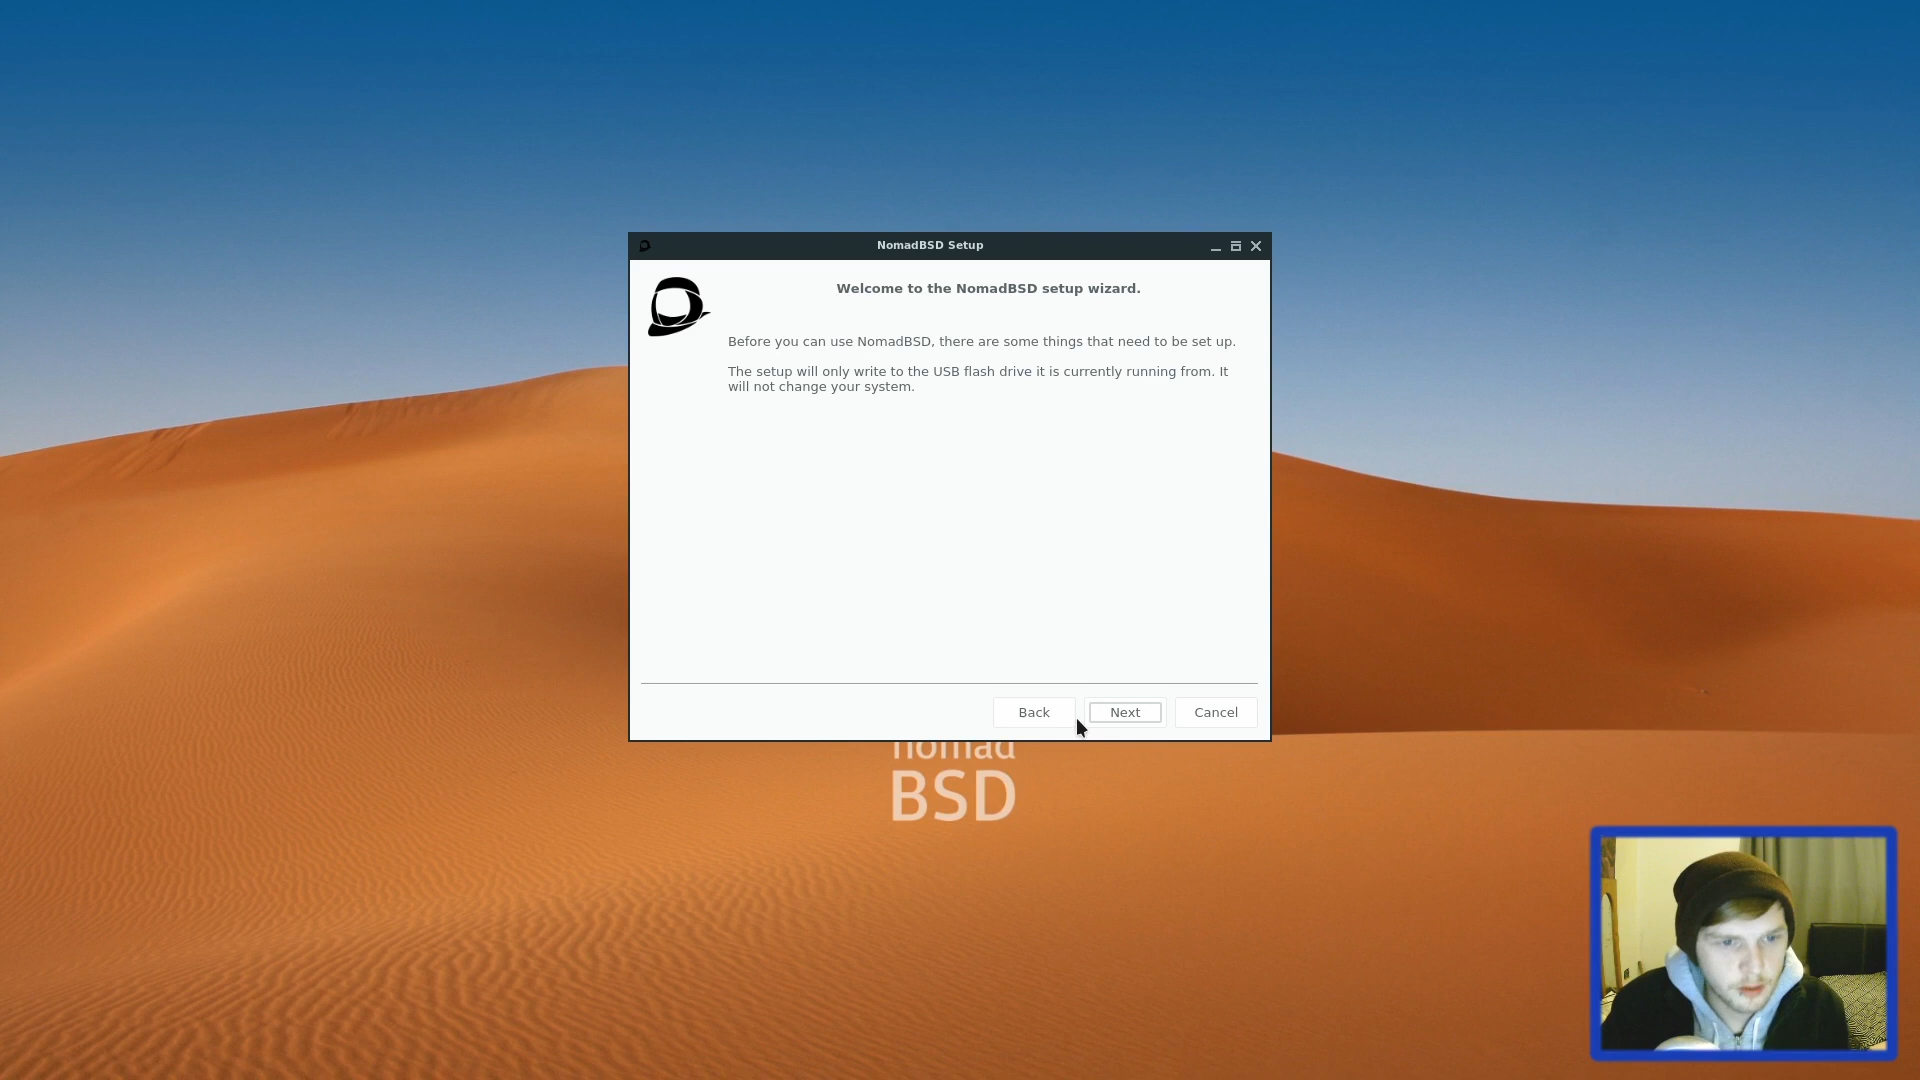 NomadBSD Setup
Welcome to the NomadBSD setup wizard.
Before you can use NomadBSD, there are some things that need to be set up.
The setup will only write to the USB flash drive it is currently running from. It
will not change your system.
Back
Next
Cancel
nomad
BSD